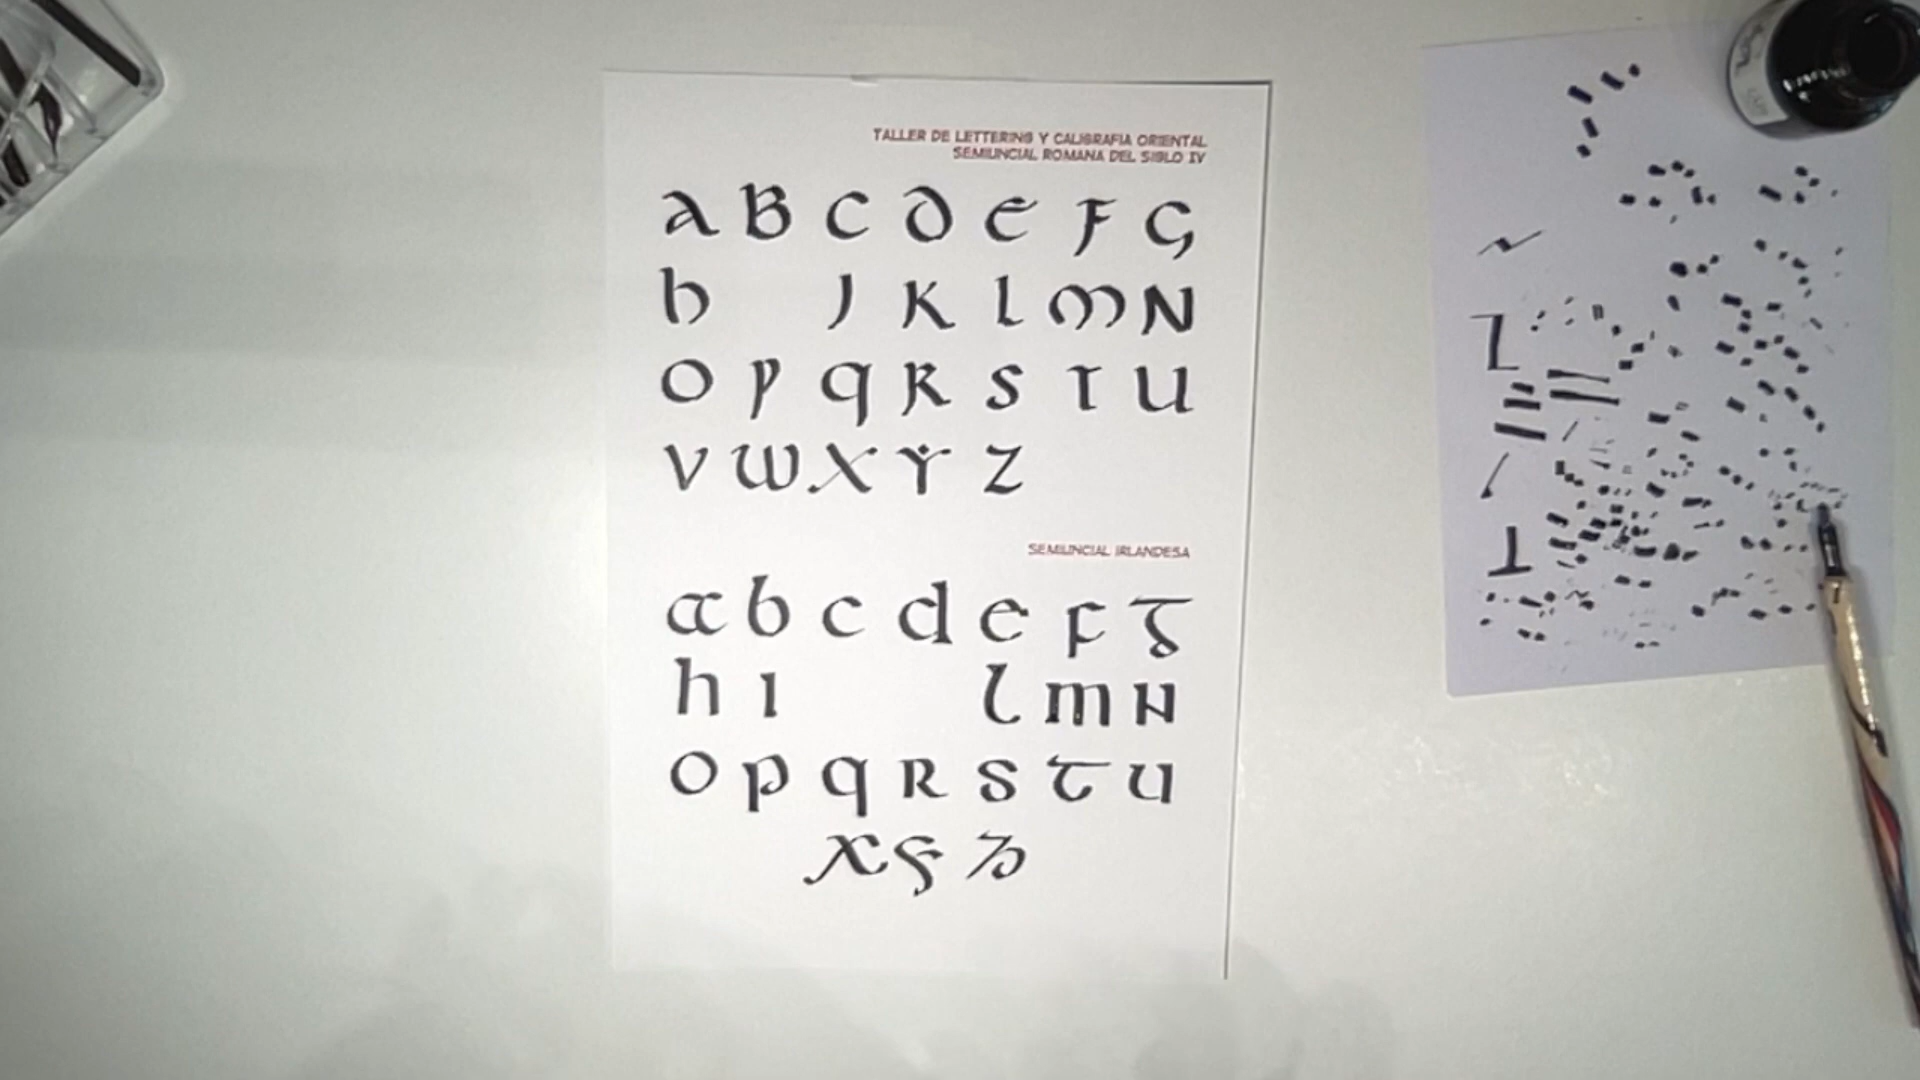 TALLER DE LETTERING Y CALIGRAFIA ORIENTAL
SEMIUNCIAL ROMANA DEL SIGLO IV
a B C D E F G
h J K L M N
O P q R S T U
V W X Y Z
SEMIUNCIAL IRLANDESA
a b c d e F G
h I L m N
O p q R S T U
X Y Z